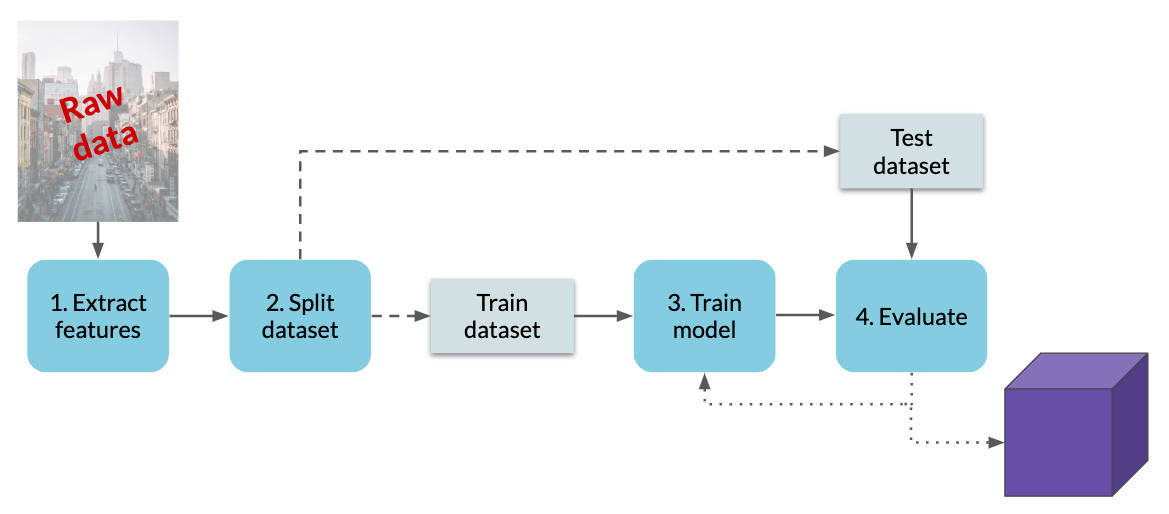 Raw
data
Test
dataset
1. Extract
features
2. Split
dataset
Train
dataset
3. Train
model
4. Evaluate